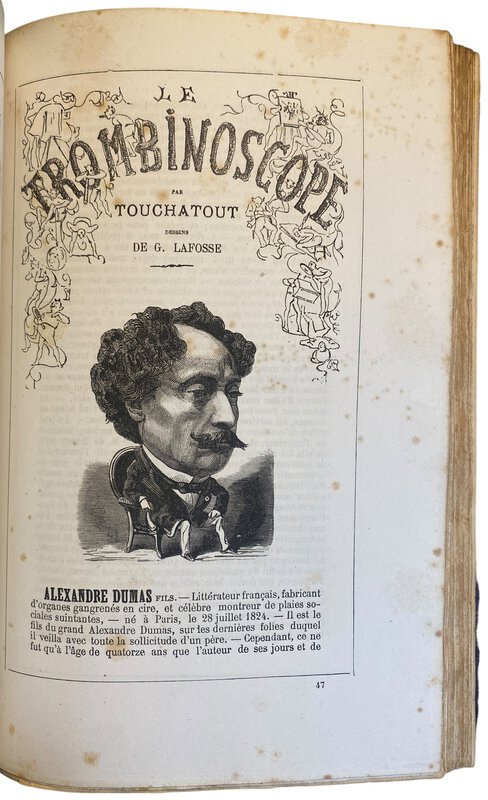 LE
TROMBINOSCOPE
PAR
TOUCHATOUT
DESSINS
DE G. LAFOSSE
ALEXANDRE DUMAS FILS. — Littérateur français, fabricant
d'organes gangrenés en cire, et célèbre montreur de plaies so-
ciales suintantes, — né à Paris, le 28 juillet 1824. — Il est le
fils du grand Alexandre Dumas, sur les dernières folies duquel
il veilla avec toute la sollicitude d'un père. — Cependant, ce ne
fut qu'à l'âge de quatorze ans que l'auteur de ses jours et de
47